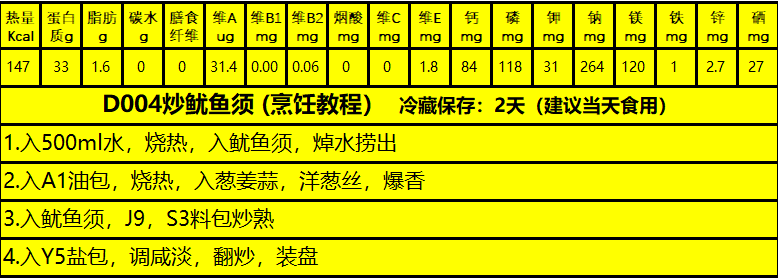 热量 蛋白 脂肪 碳水 膳食 维A 维B1 维B2 烟酸 维C 维E 钙 磷 钾 钠 镁 铁 锌 硒
Kcal 质g g g 纤维 ug mg mg mg mg mg mg mg mg mg mg mg mg mg
147 33 1.6 0 0 31.4 0.00 0.06 0 0 1.8 84 118 31 264 120 1 2.7 27
D004炒鱿鱼须 (烹饪教程) 冷藏保存：2天（建议当天食用）
1.入500ml水，烧热，入鱿鱼须，焯水捞出
2.入A1油包，烧热，入葱姜蒜，洋葱丝，爆香
3.入鱿鱼须，J9，S3料包炒熟
4.入Y5盐包，调咸淡，翻炒，装盘